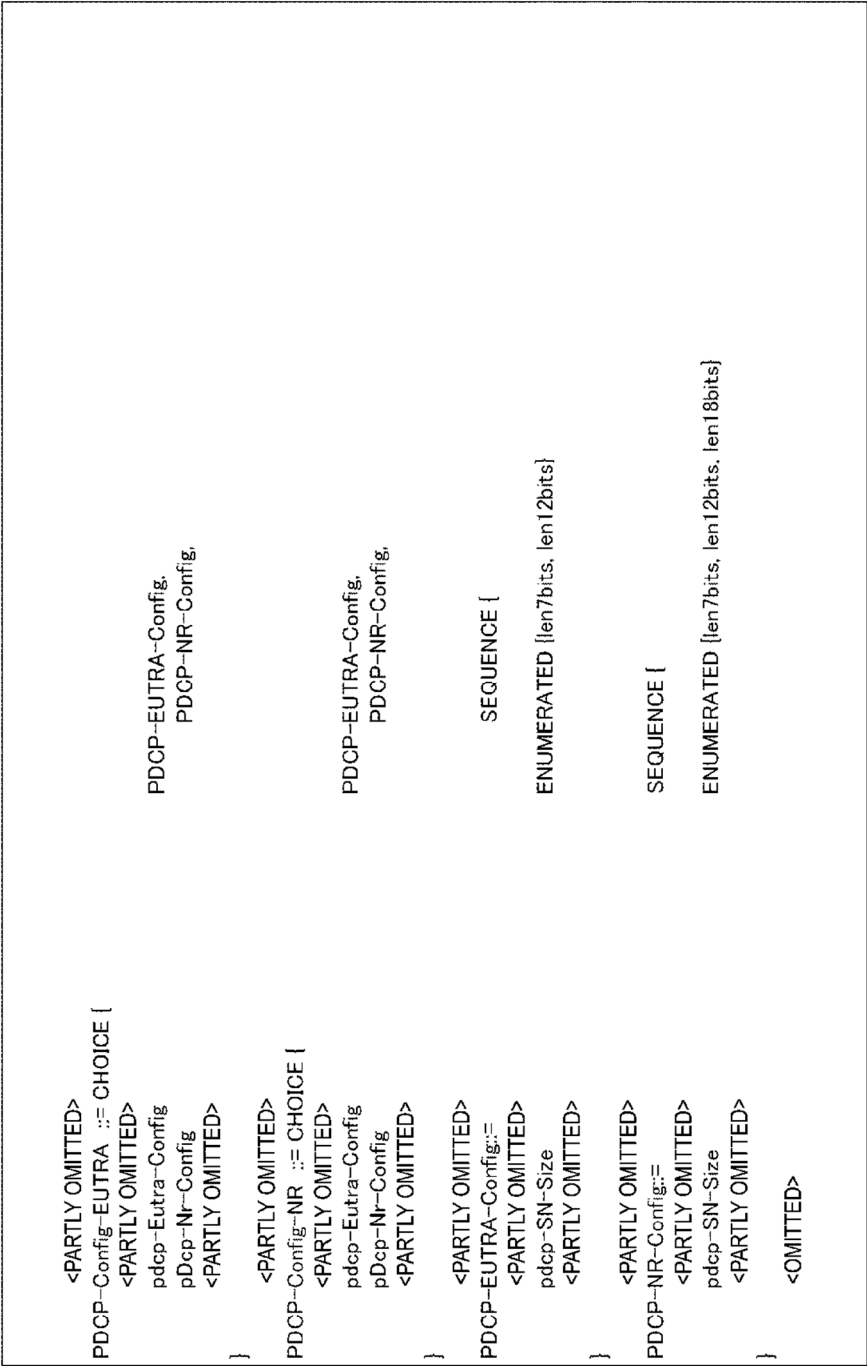 <PARTLY OMITTED>
PDCP-Config-EUTRA ::= CHOICE {
<PARTLY OMITTED>
pdcp-Eutra-Config PDCP-EUTRA-Config,
pDcp-Nr-Config PDCP-NR-Config,
<PARTLY OMITTED>
}
<PARTLY OMITTED>
PDCP-Config-NR ::= CHOICE {
<PARTLY OMITTED>
pdcp-Eutra-Config PDCP-EUTRA-Config,
pDcp-Nr-Config PDCP-NR-Config,
<PARTLY OMITTED>
}
<PARTLY OMITTED>
PDCP-EUTRA-Config::= SEQUENCE {
<PARTLY OMITTED>
pdcp-SN-Size ENUMERATED {len7bits, len12bits}
<PARTLY OMITTED>
}
<PARTLY OMITTED>
PDCP-NR-Config::= SEQUENCE {
<PARTLY OMITTED>
pdcp-SN-Size ENUMERATED {len7bits, len12bits, len18bits}
<PARTLY OMITTED>
}
<OMITTED>